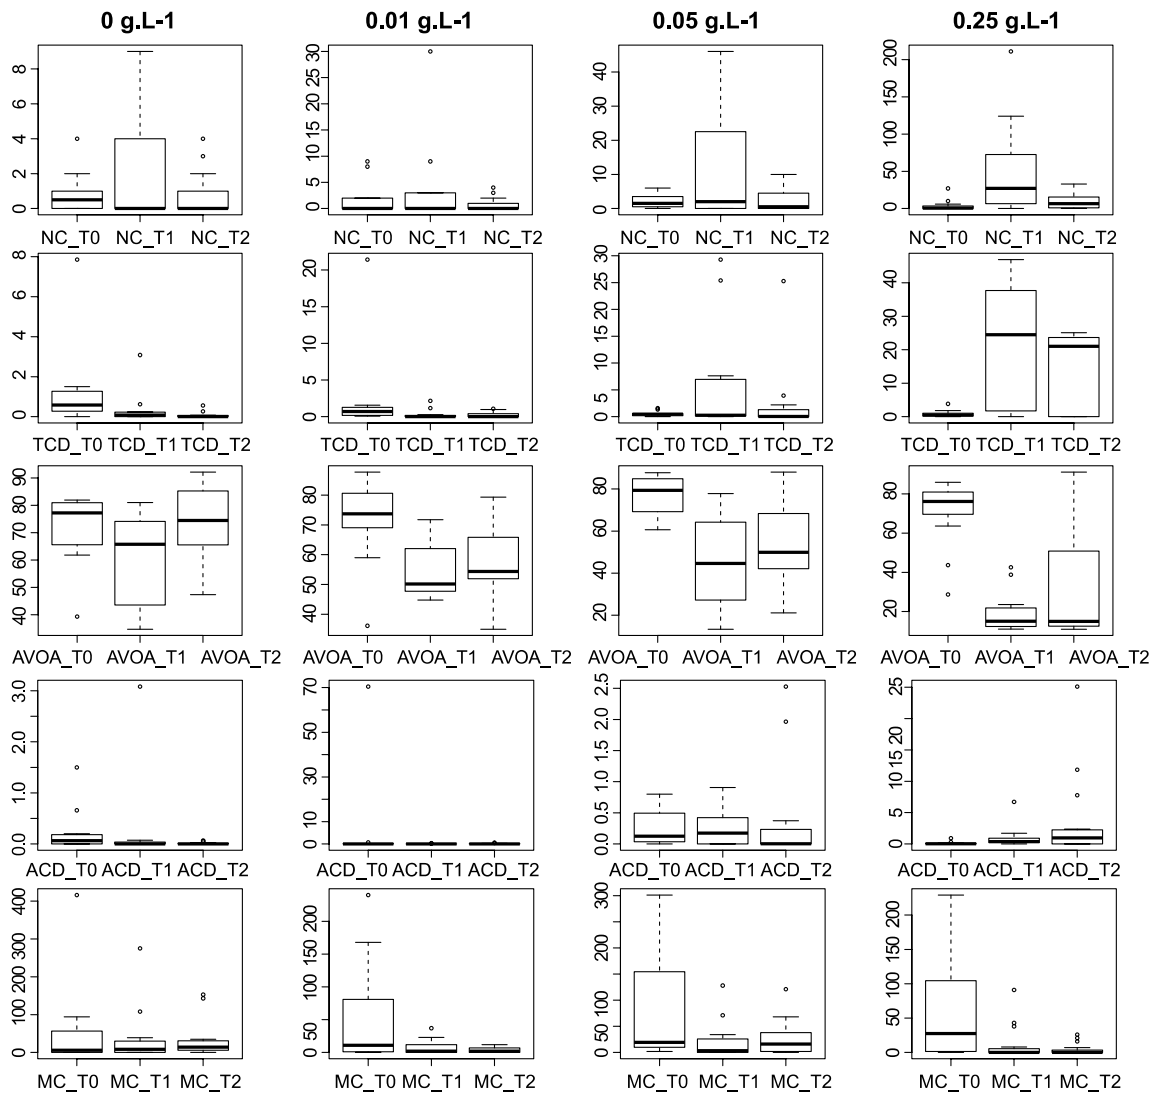 0 g.L-1 0.01 g.L-1 0.05 g.L-1 0.25 g.L-1
0 2 4 6 8
NC_T0 NC_T1 NC_T2
0 5 10 15 20 25 30
NC_T0 NC_T1 NC_T2
0 10 20 30 40
NC_T0 NC_T1 NC_T2
0 50 100 150 200
NC_T0 NC_T1 NC_T2
0 2 4 6 8
TCD_T0 TCD_T1 TCD_T2
0 5 10 15 20
TCD_T0 TCD_T1 TCD_T2
0 5 10 15 20 25 30
TCD_T0 TCD_T1 TCD_T2
0 10 20 30 40
TCD_T0 TCD_T1 TCD_T2
40 50 60 70 80 90
AVOA_T0 AVOA_T1 AVOA_T2
40 50 60 70 80
AVOA_T0 AVOA_T1 AVOA_T2
20 40 60 80
AVOA_T0 AVOA_T1 AVOA_T2
20 40 60 80
AVOA_T0 AVOA_T1 AVOA_T2
0.0 1.0 2.0 3.0
ACD_T0 ACD_T1 ACD_T2
0 10 30 50 70
ACD_T0 ACD_T1 ACD_T2
0.0 0.5 1.0 1.5 2.0 2.5
ACD_T0 ACD_T1 ACD_T2
0 5 15 25
ACD_T0 ACD_T1 ACD_T2
0 100 200 300 400
MC_T0 MC_T1 MC_T2
0 50 100 150 200
MC_T0 MC_T1 MC_T2
0 50 100 200 300
MC_T0 MC_T1 MC_T2
0 50 100 150 200
MC_T0 MC_T1 MC_T2